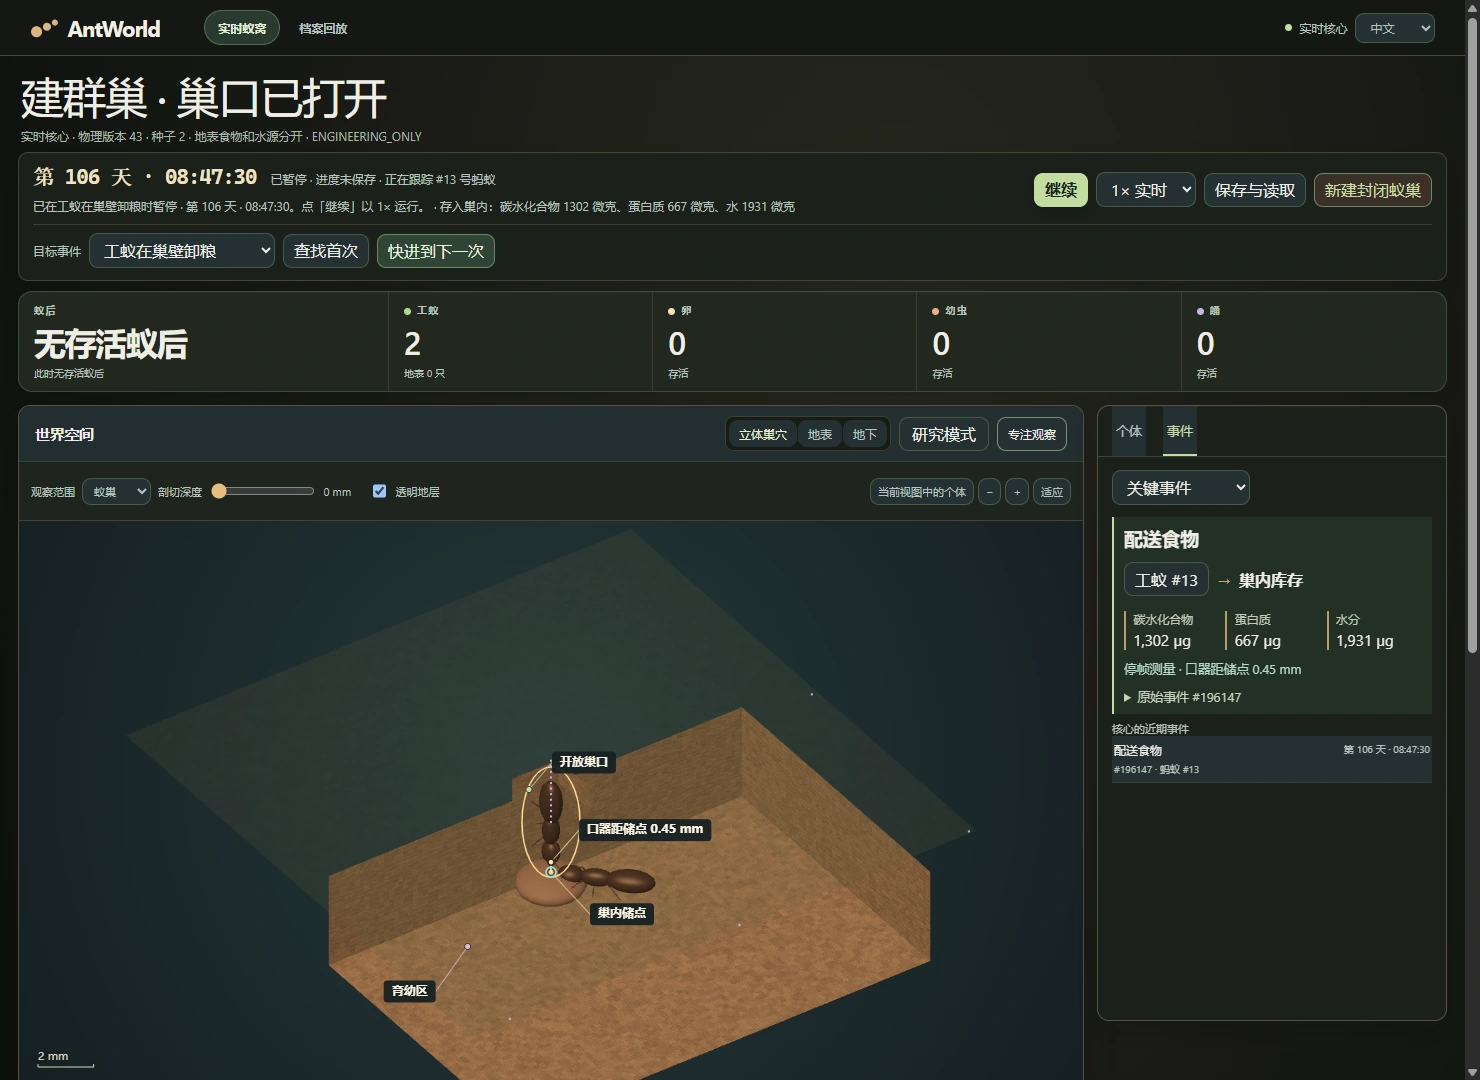 AntWorld
实时蚁窝
档案回放
实时核心
中文
建群巢 · 巢口已打开
实时核心 · 物理版本 43 · 种子 2 · 地表食物和水源分开 · ENGINEERING_ONLY
第 106 天 · 08:47:30 已暂停 · 进度未保存 · 正在跟踪 #13 号蚂蚁
已在工蚁在巢壁卸粮时暂停 · 第 106 天 · 08:47:30。点「继续」以 1× 运行。 · 存入巢内：碳水化合物 1302 微克、蛋白质 667 微克、水 1931 微克
继续
1× 实时
保存与读取
新建封闭蚁巢
目标事件
工蚁在巢壁卸粮
查找首次
快进到下一次
蚁后
无存活蚁后
此时无存活蚁后
工蚁
2
地表 0 只
卵
0
存活
幼虫
0
存活
蛹
0
存活
世界空间
立体巢穴
地表
地下
研究模式
专注观察
观察范围
蚁巢
剖切深度
0 mm
透明地层
当前视图中的个体
−
+
适应
开放巢口
口器距储点 0.45 mm
巢内储点
育幼区
2 mm
个体
事件
关键事件
配送食物
工蚁 #13 → 巢内库存
碳水化合物
1,302 µg
蛋白质
667 µg
水分
1,931 µg
停帧测量 · 口器距储点 0.45 mm
▶ 原始事件 #196147
核心的近期事件
配送食物
第 106 天 · 08:47:30
#196147 · 蚂蚁 #13